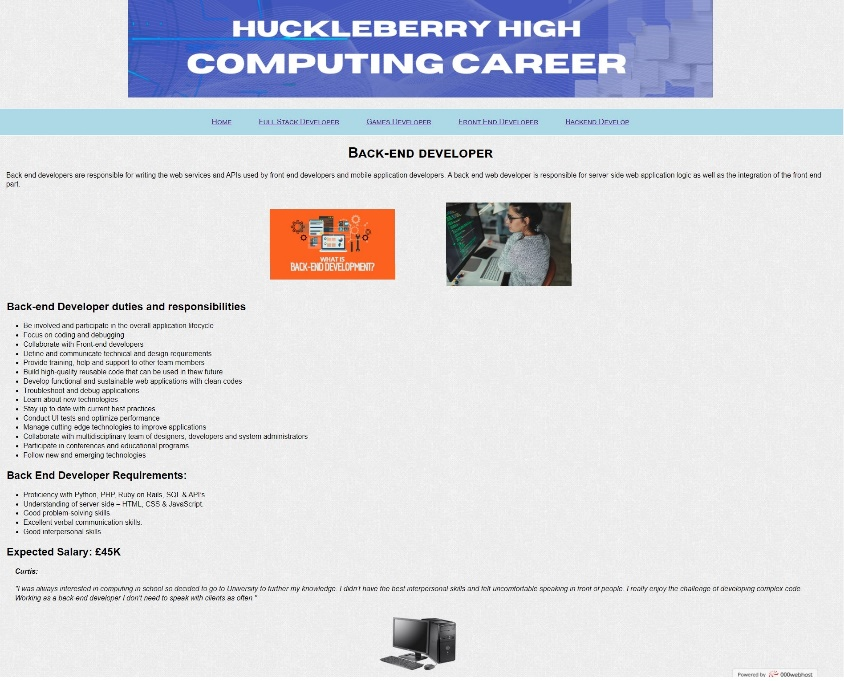 HUCKLEBERRY HIGH
COMPUTING CAREER
Home Full Stack Developer Games Developer Front End Developer Backend Develop
Back-end developer
Back end developers are responsible for writing the web services and APIs used by front end developers and mobile application developers. A back end web developer is responsible for server side web application logic as well as the integration of the front end
part.
WHAT IS
BACK-END DEVELOPMENT?
Back-end Developer duties and responsibilities
• Be involved and participate in the overall application lifecycle
• Focus on coding and debugging
• Collaborate with Front-end developers
• Define and communicate technical and design requirements
• Provide training, help and support to other team members
• Build high-quality reusable code that can be used in thew future
• Develop functional and sustainable web applications with clean codes
• Troubleshoot and debug applications
• Learn about new technologies
• Stay up to date with current best practices
• Conduct UI tests and optimize performance
• Manage cutting edge technologies to improve applications
• Collaborate with multidisciplinary team of designers, developers and system administrators
• Participate in conferences and educational programs
• Follow new and emerging technologies
Back End Developer Requirements:
• Proficiency with Python, PHP, Ruby on Rails, SQL & API's
• Understanding of server side – HTML, CSS & JavaScript.
• Good problem solving skills.
• Excellent verbal communication skills.
• Good interpersonal skills
Expected Salary: £45K
Curtis:
"I was always interested in computing in school so decided to go to University to further my knowledge. I didn't have the best interpersonal skills and felt uncomfortable speaking in front of people. I really enjoy the challenge of developing complex code.
Working as a back end developer I don't need to speak with clients as often."
Powered by 000webhost